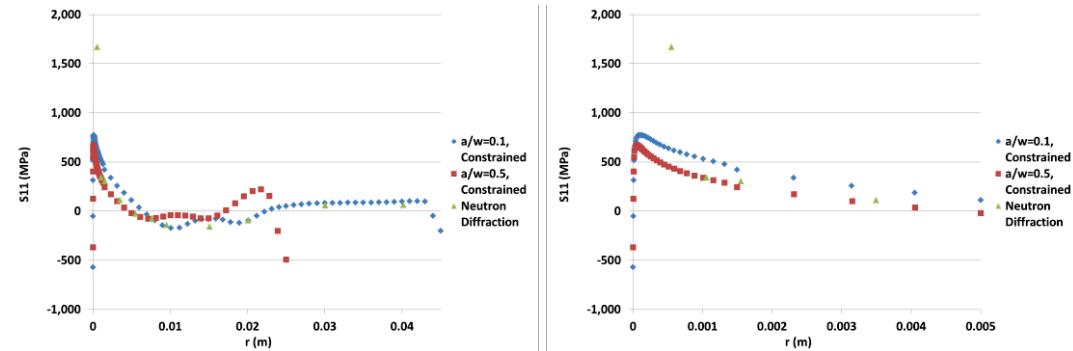 2,000
1,500
1,000
500
0
-500
-1,000
S11 (MPa)
0
0.01
0.02
0.03
0.04
r (m)
a/w=0.1,
Constrained
a/w=0.5,
Constrained
Neutron
Diffraction
2,000
1,500
1,000
500
0
-500
-1,000
S11 (MPa)
0
0.001
0.002
0.003
0.004
0.005
r (m)
a/w=0.1,
Constrained
a/w=0.5,
Constrained
Neutron
Diffraction